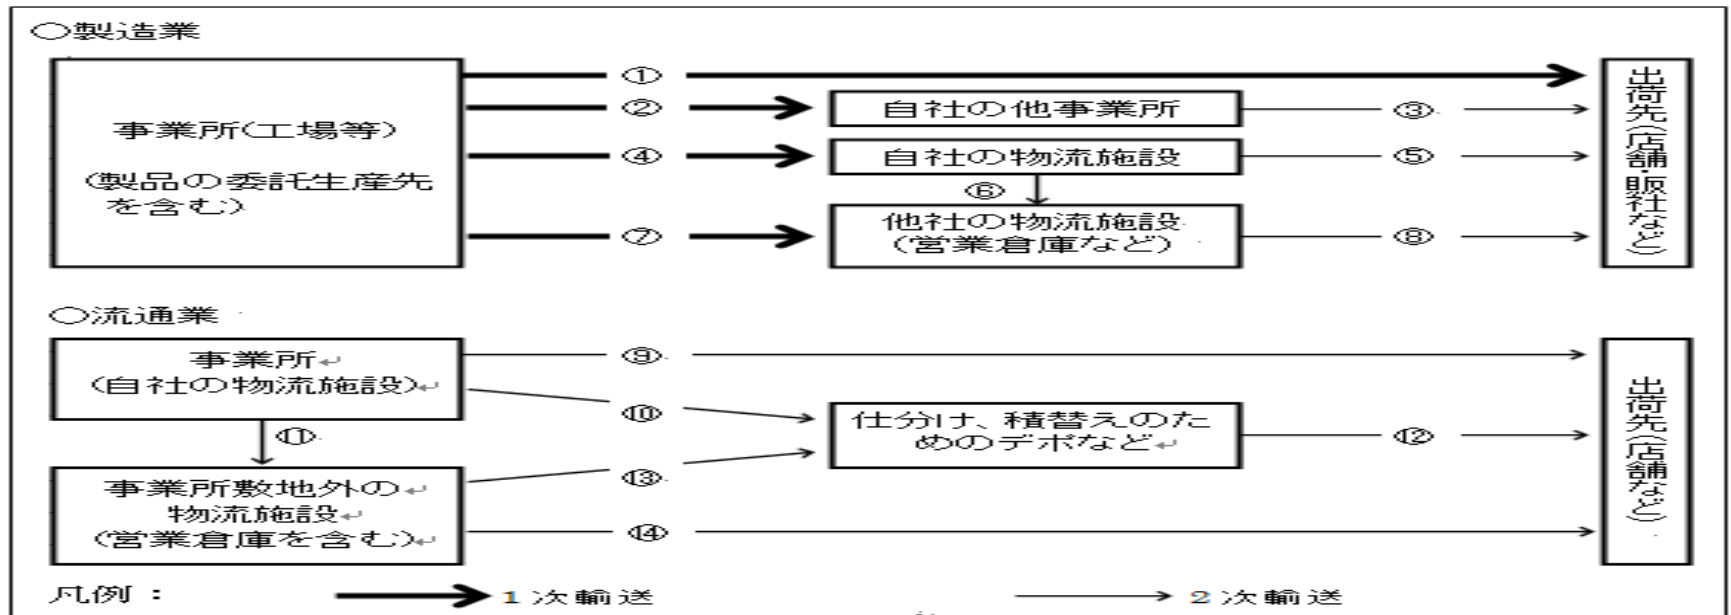 ○製造業
事業所(工場等)
(製品の委託生産先
を含む)
①
②
自社の他事業所
③
④
自社の物流施設
⑤
⑥
⑦
他社の物流施設
(営業倉庫など)
⑧
出荷先(店舗・販社など)
○流通業
事業所
(自社の物流施設)
⑨
⑩
⑪
仕分け、積替えのた
めのデポなど
⑫
⑬
事業所敷地外の
物流施設
(営業倉庫を含む)
⑭
出荷先(店舗など)
凡例：
1次輸送
2次輸送